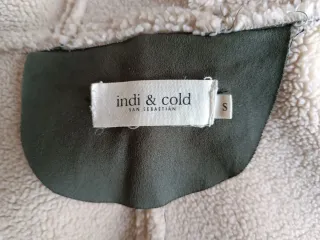 indi & cold
SAN SEBASTIAN
S